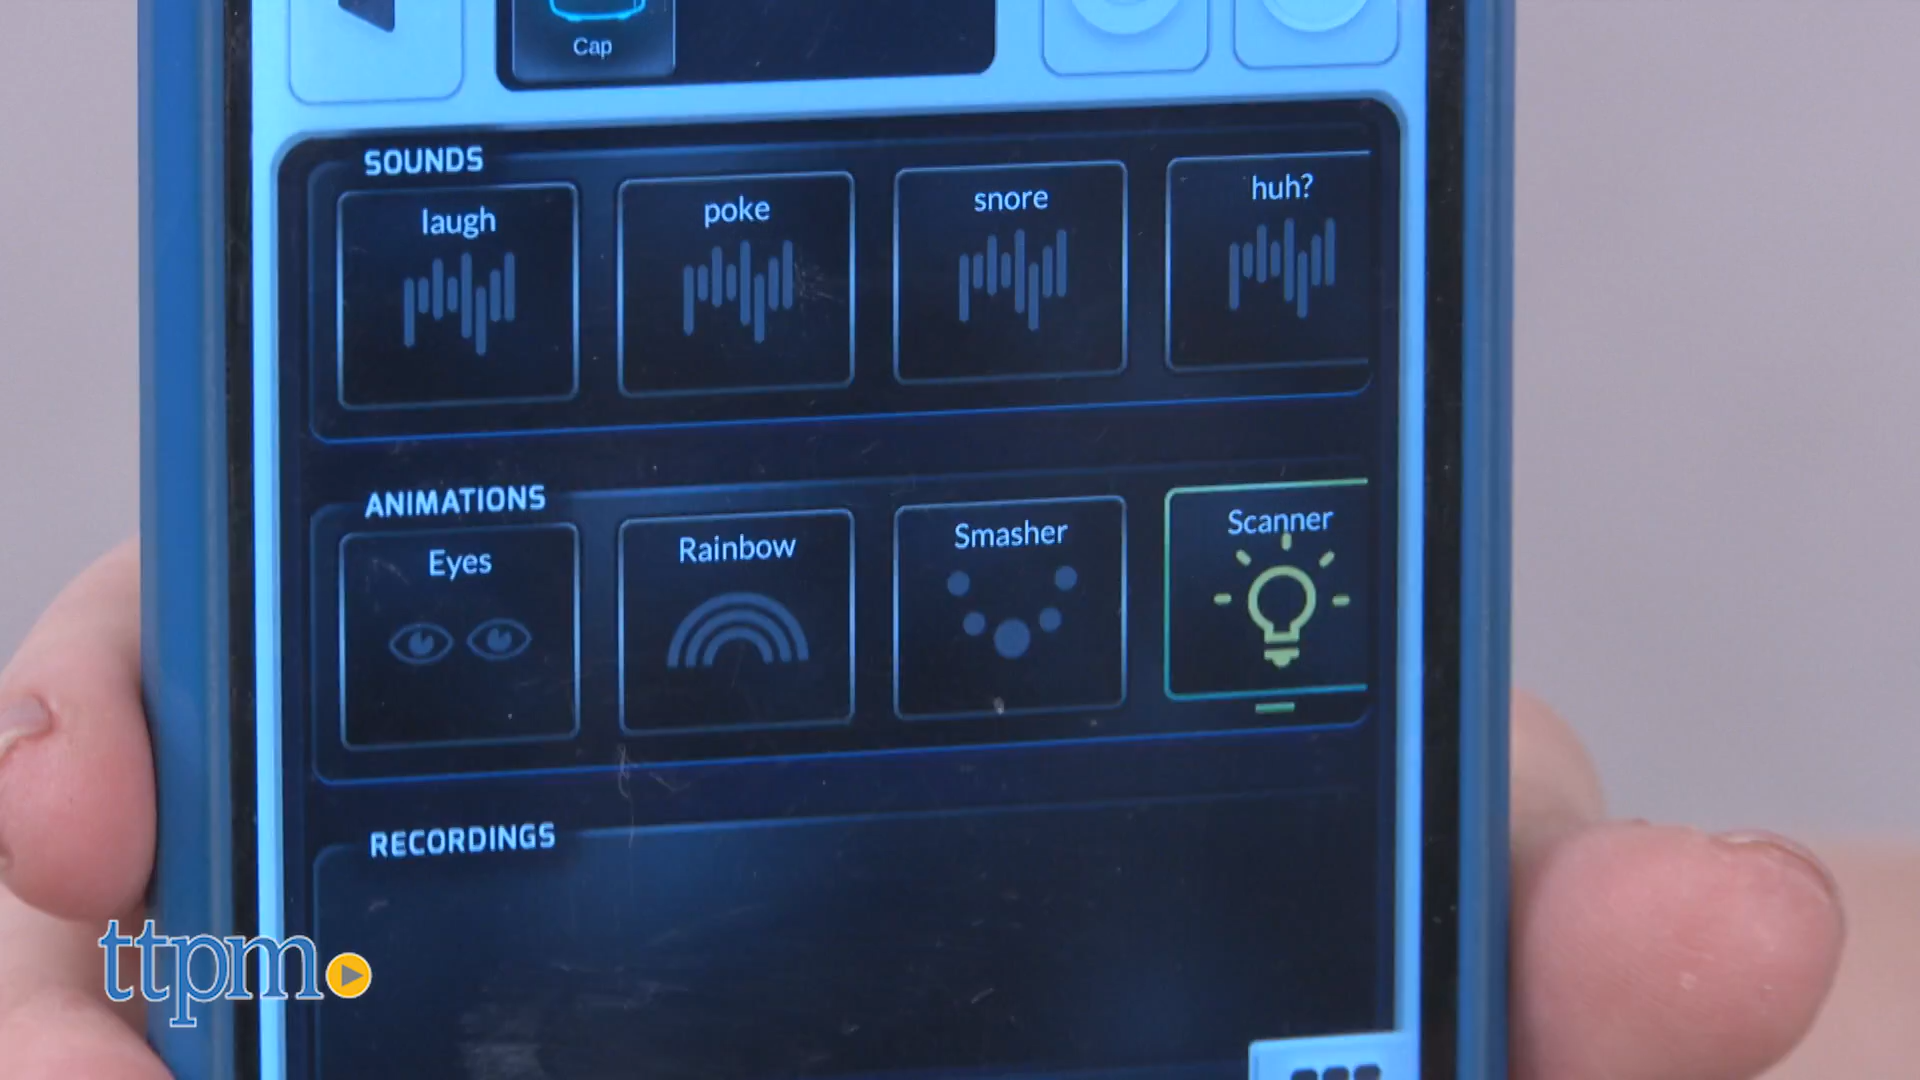 Cap
SOUNDS
laugh
poke
snore
huh?
ANIMATIONS
Eyes
Rainbow
Smasher
Scanner
RECORDINGS
ttpm